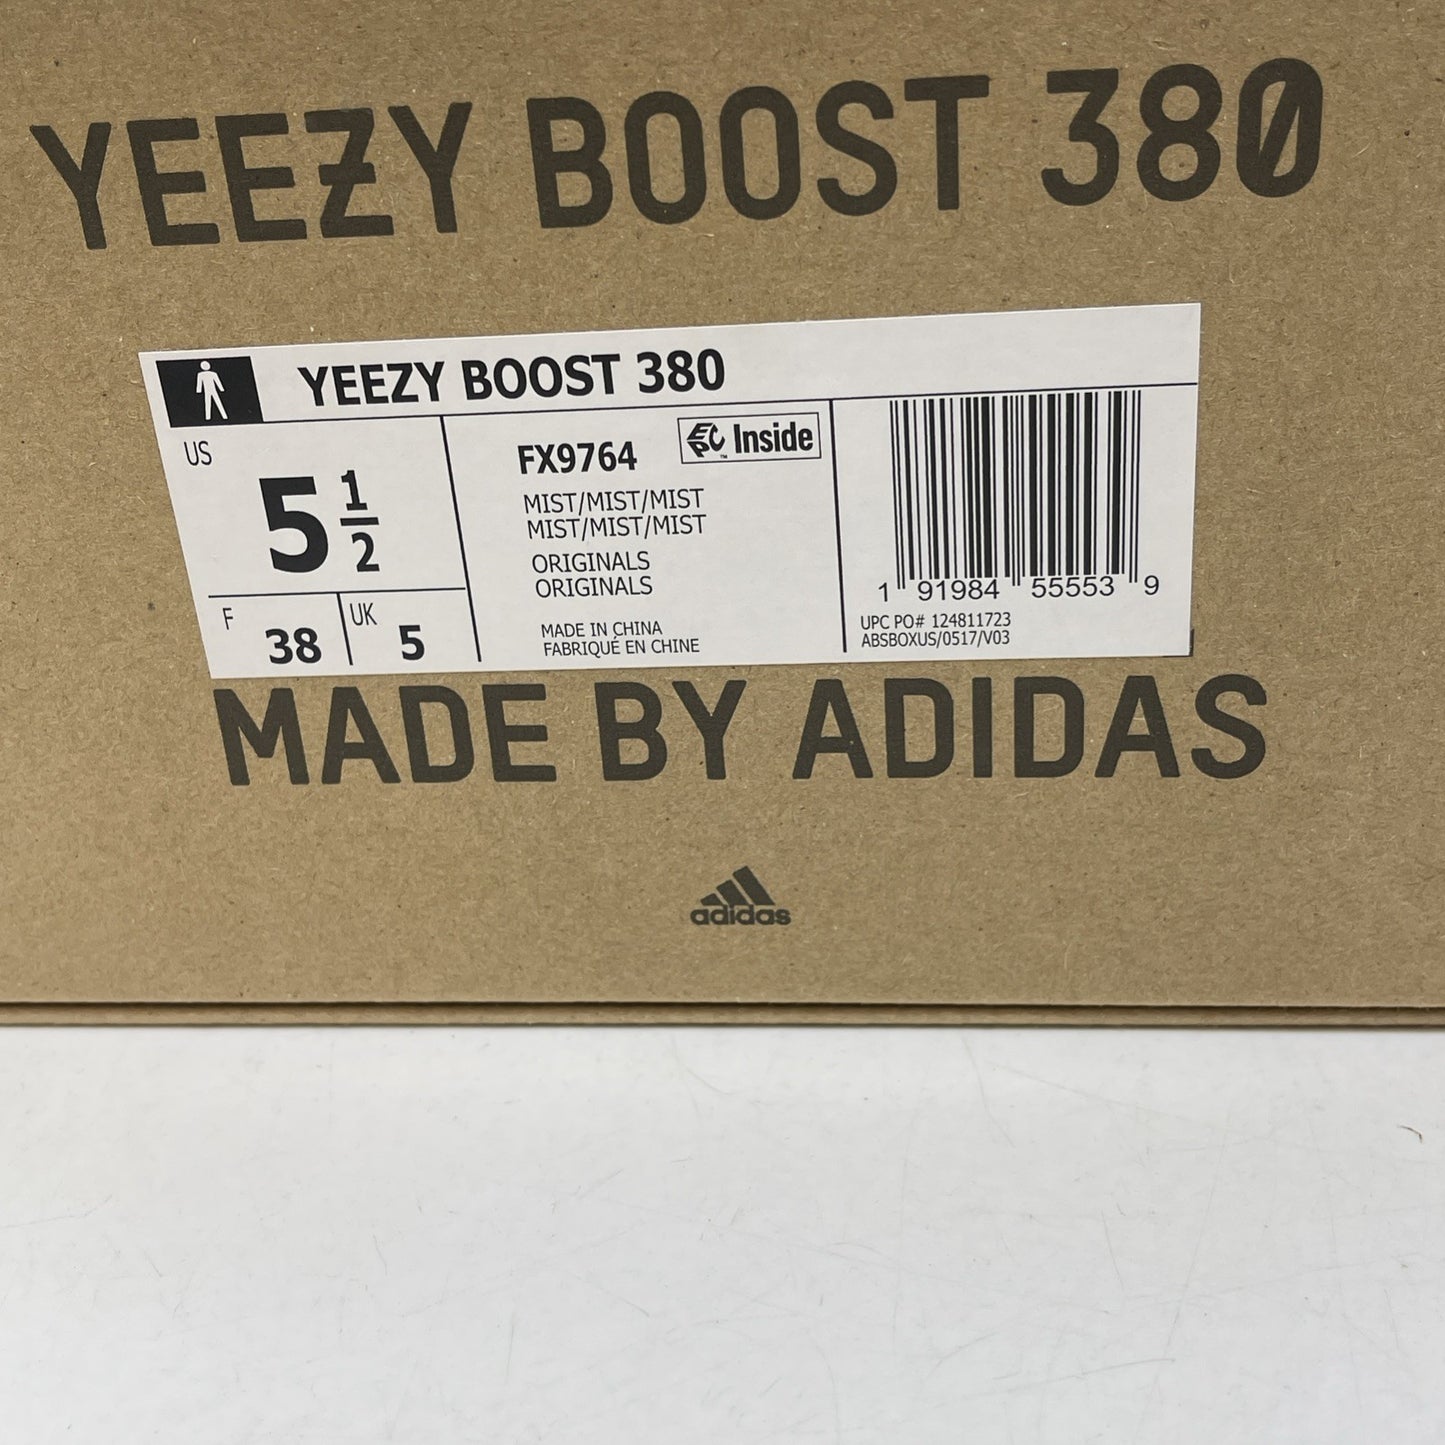 YEEZY BOOST 380
YEEZY BOOST 380
US
5 1/2
F 38
UK 5
FX9764
EPC Inside
™
MIST/MIST/MIST
MIST/MIST/MIST
ORIGINALS
ORIGINALS
MADE IN CHINA
FABRIQUÉ EN CHINE
1 91984 55553 9
UPC PO# 124811723
ABSBOXUS/0517/V03
MADE BY ADIDAS
adidas